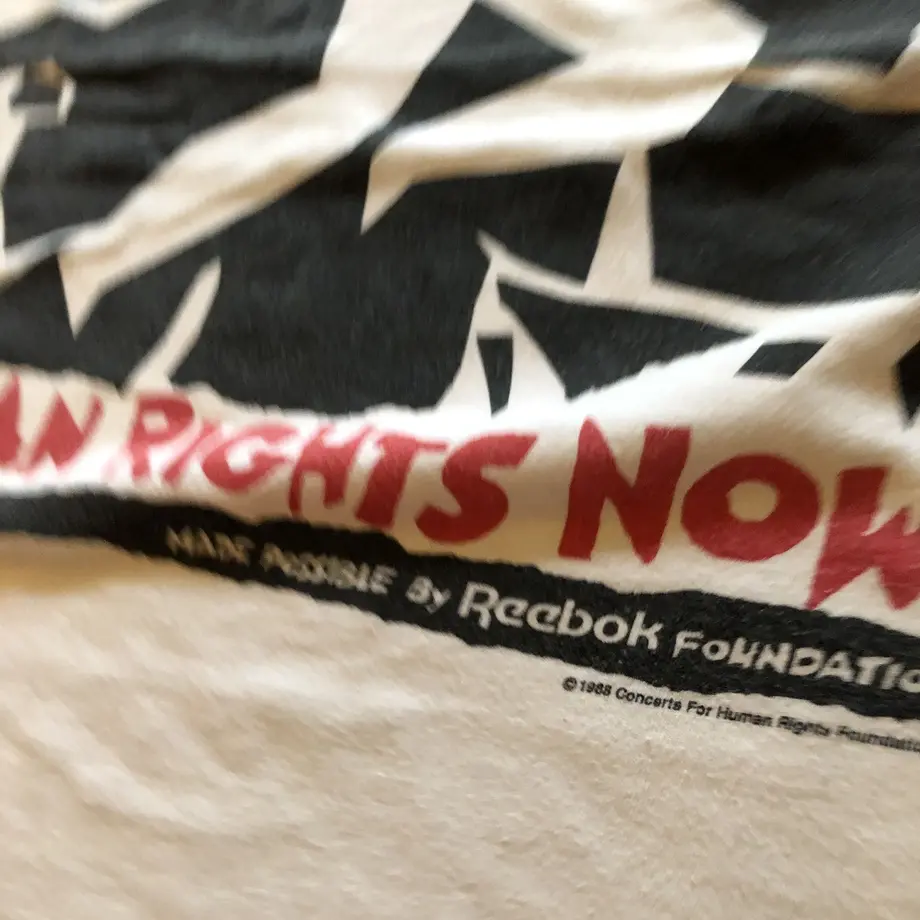 AN RIGHTS NOW
MADE POSSIBLE By Reebok FOUNDATIO
©1988 Concerts For Human Rights Foundatio